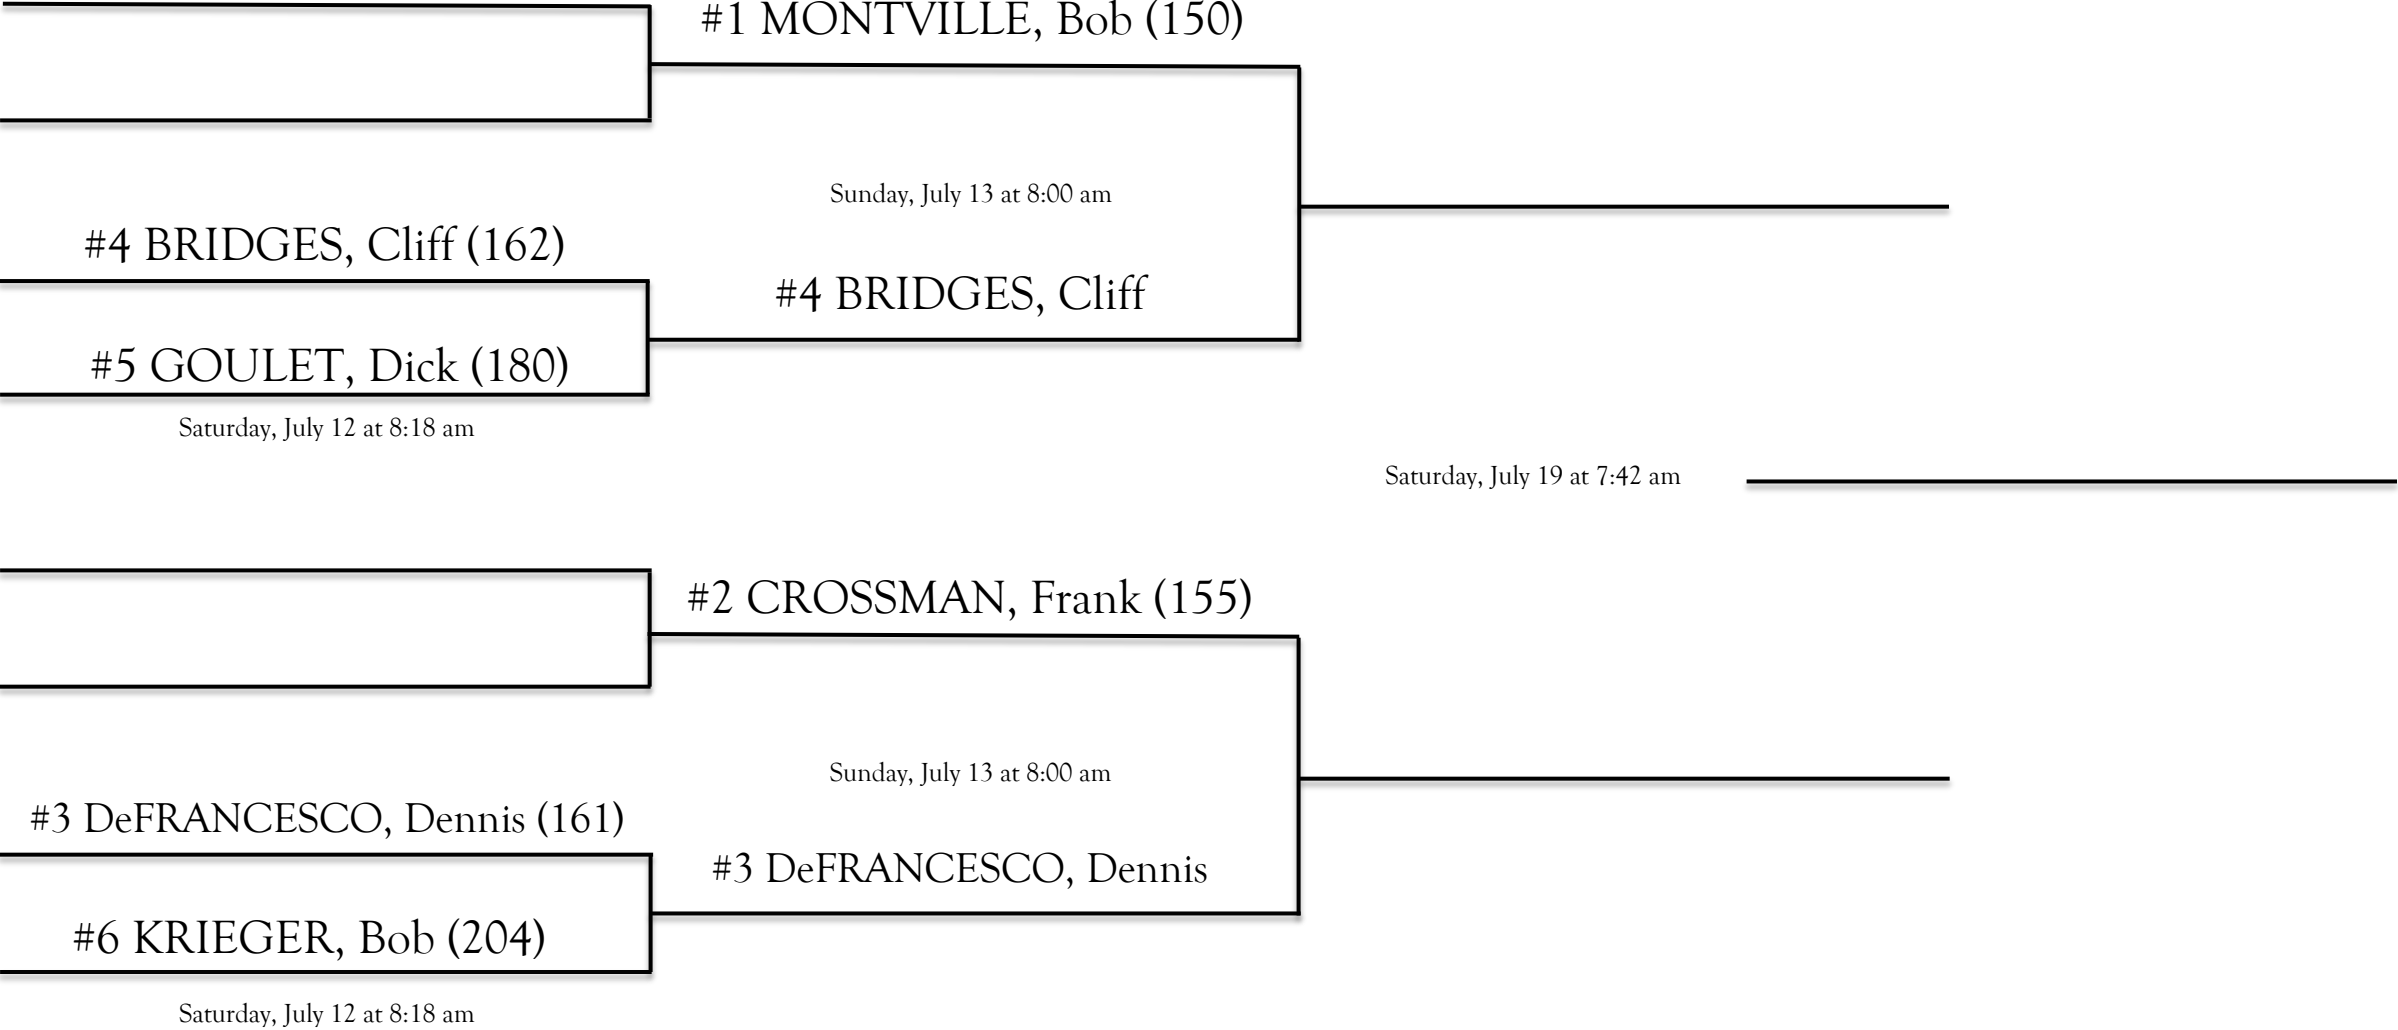 #1 MONTVILLE, Bob (150)
Sunday, July 13 at 8:00 am
#4 BRIDGES, Cliff (162)
#4 BRIDGES, Cliff
#5 GOULET, Dick (180)
Saturday, July 12 at 8:18 am
Saturday, July 19 at 7:42 am
#2 CROSSMAN, Frank (155)
Sunday, July 13 at 8:00 am
#3 DeFRANCESCO, Dennis (161)
#3 DeFRANCESCO, Dennis
#6 KRIEGER, Bob (204)
Saturday, July 12 at 8:18 am